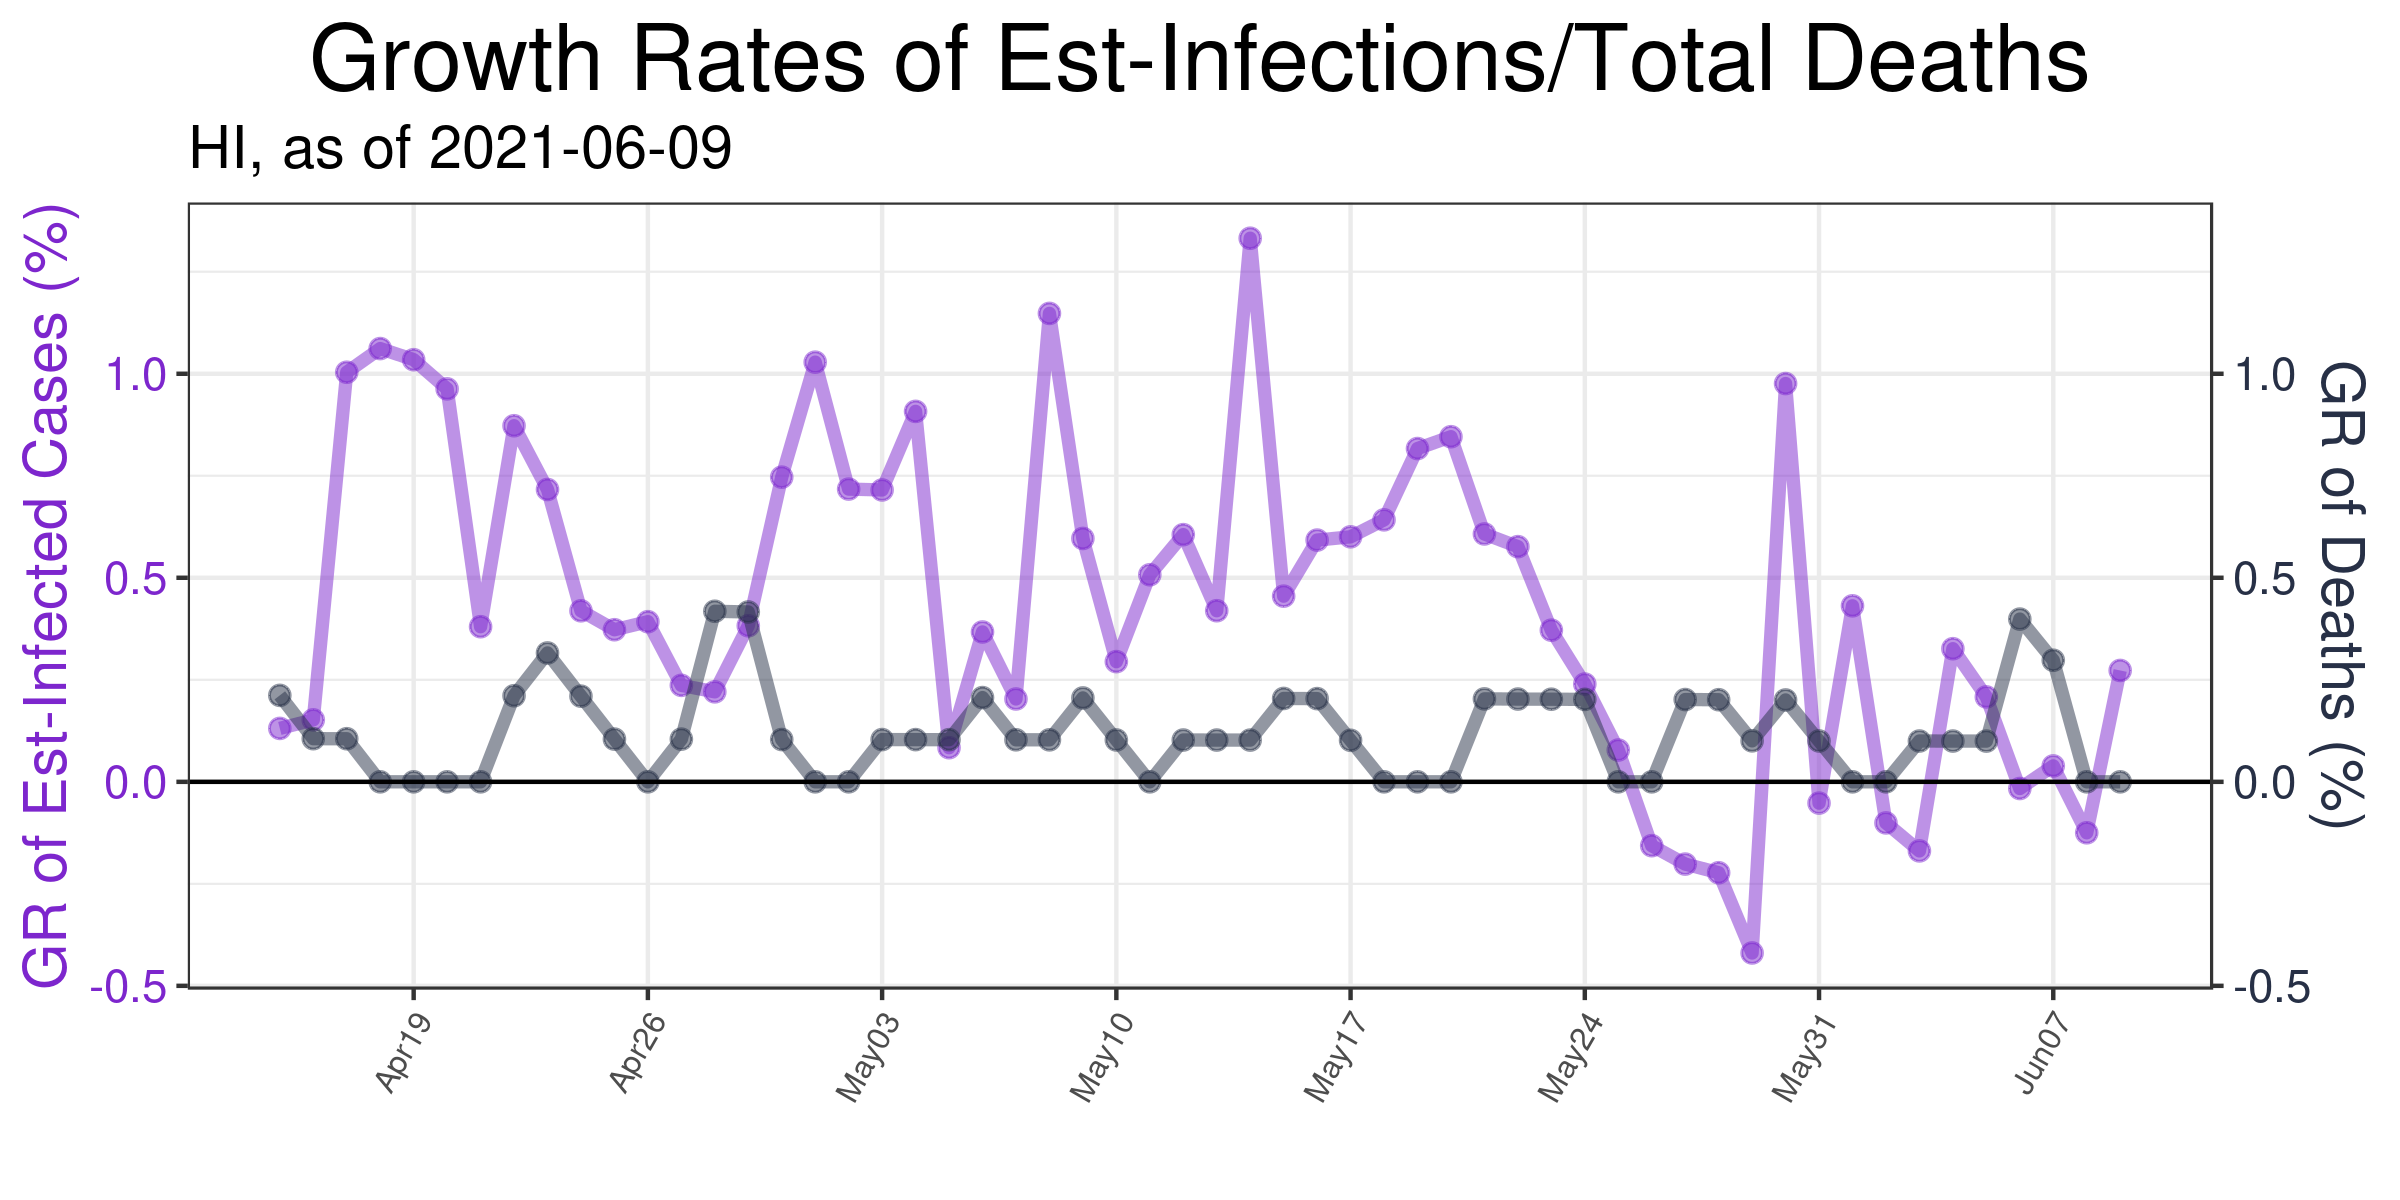 Growth Rates of Est-Infections/Total Deaths
HI, as of 2021-06-09
GR of Est-Infected Cases (%)
1.0
0.5
0.0
-0.5
1.0
0.5
0.0
-0.5
GR of Deaths (%)
Apr19
Apr26
May03
May10
May17
May24
May31
Jun07